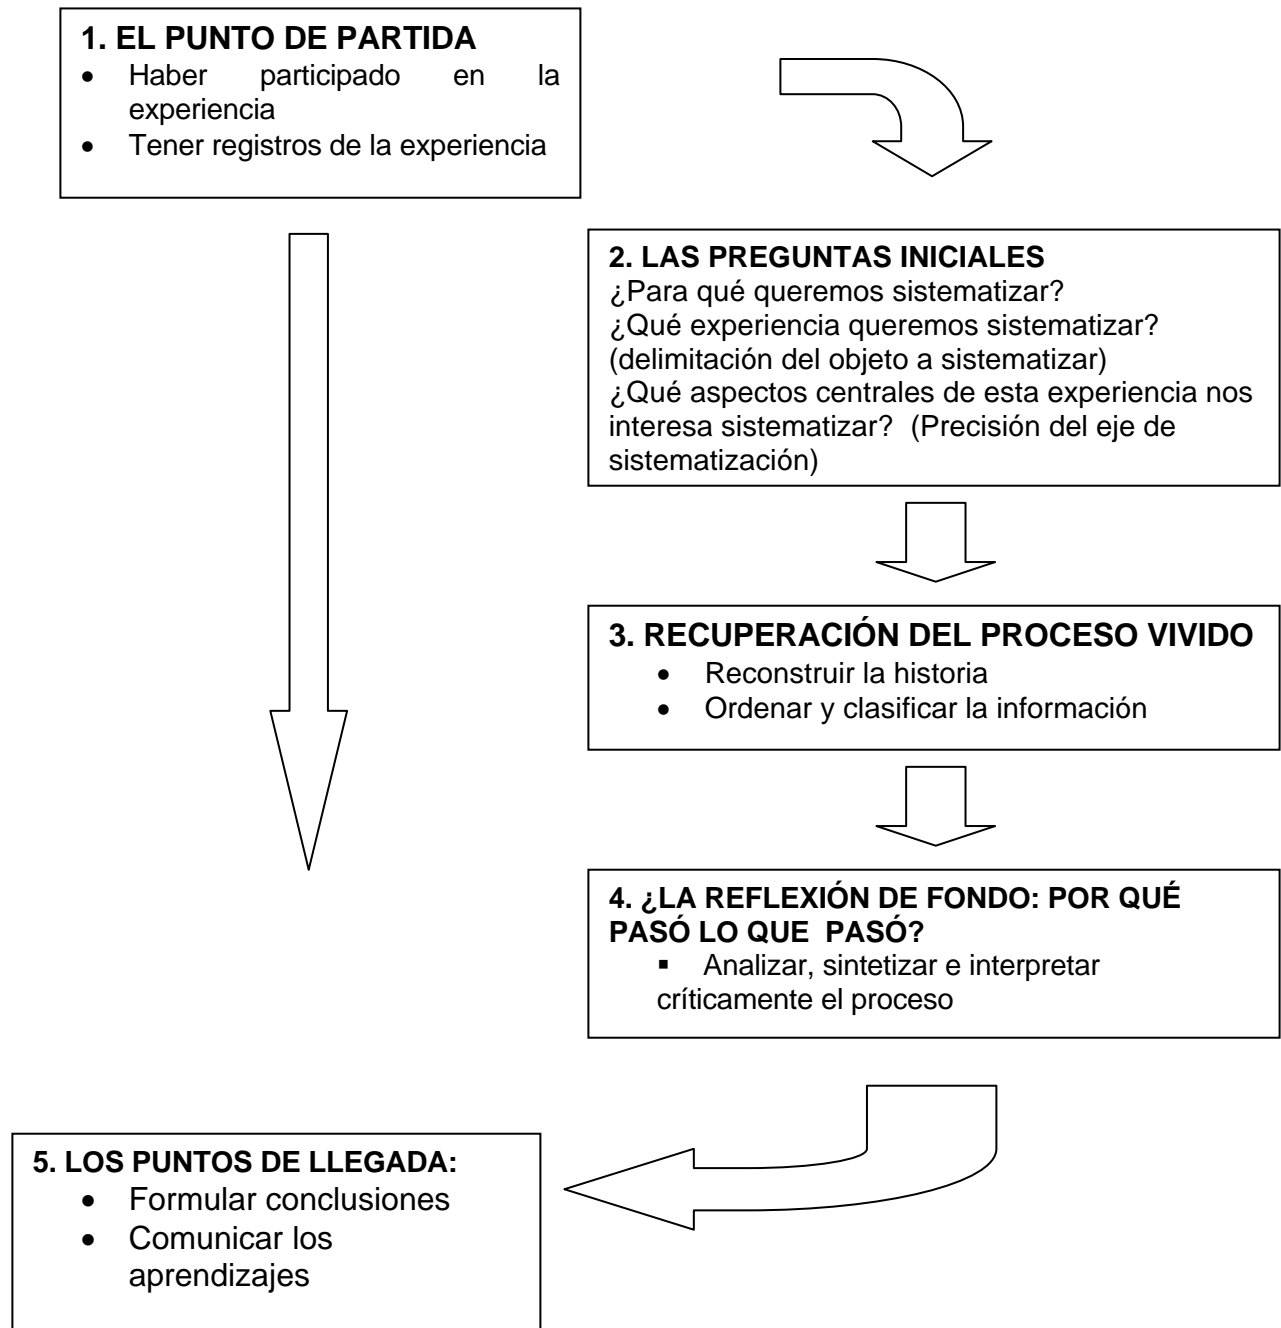 1. EL PUNTO DE PARTIDA
• Haber participado en la
experiencia
• Tener registros de la experiencia
2. LAS PREGUNTAS INICIALES
¿Para qué queremos sistematizar?
¿Qué experiencia queremos sistematizar?
(delimitación del objeto a sistematizar)
¿Qué aspectos centrales de esta experiencia nos
interesa sistematizar? (Precisión del eje de
sistematización)
3. RECUPERACIÓN DEL PROCESO VIVIDO
• Reconstruir la historia
• Ordenar y clasificar la información
4. ¿LA REFLEXIÓN DE FONDO: POR QUÉ
PASÓ LO QUE PASÓ?
▪ Analizar, sintetizar e interpretar
críticamente el proceso
5. LOS PUNTOS DE LLEGADA:
• Formular conclusiones
• Comunicar los
aprendizajes